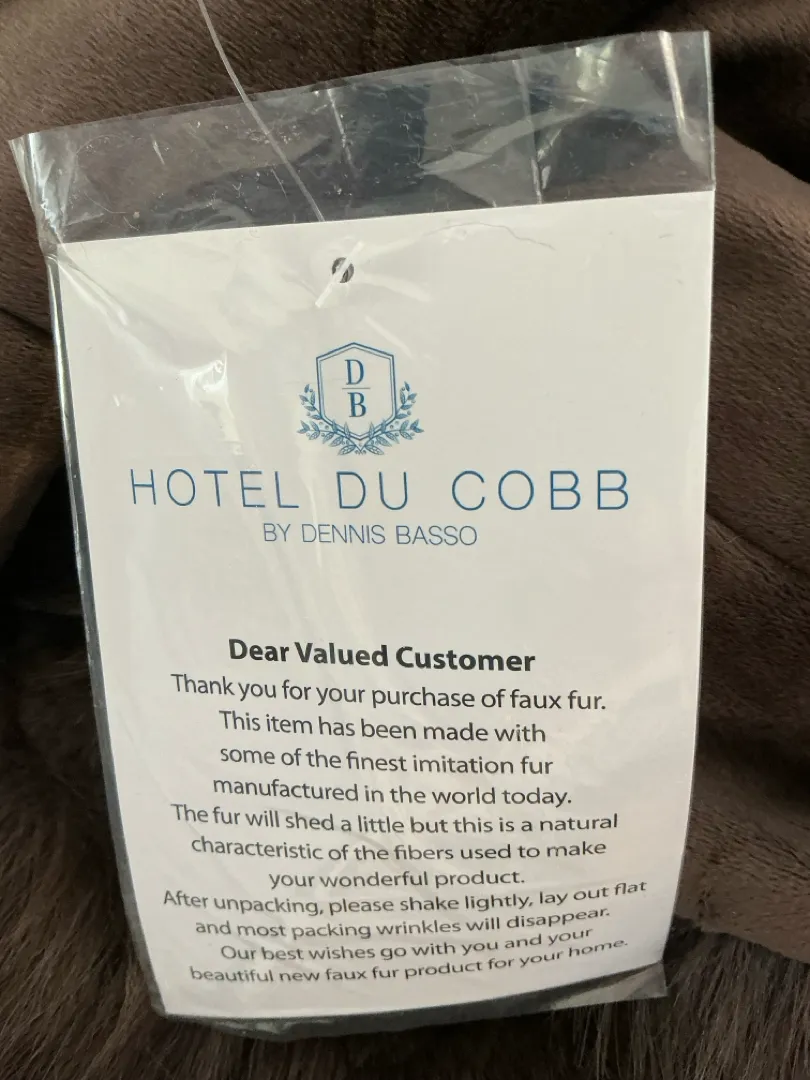 D
B
HOTEL DU COBB
BY DENNIS BASSO
Dear Valued Customer
Thank you for your purchase of faux fur.
This item has been made with
some of the finest imitation fur
manufactured in the world today.
The fur will shed a little but this is a natural
characteristic of the fibers used to make
your wonderful product.
After unpacking, please shake lightly, lay out flat
and most packing wrinkles will disappear.
Our best wishes go with you and your
beautiful new faux fur product for your home.